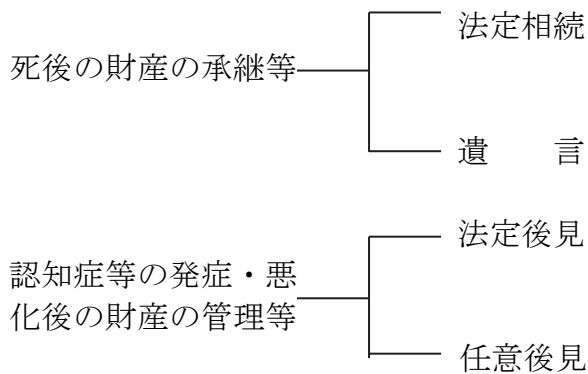 法定相続
死後の財産の承継等
遺　　言
法定後見
認知症等の発症・悪
化後の財産の管理等
任意後見